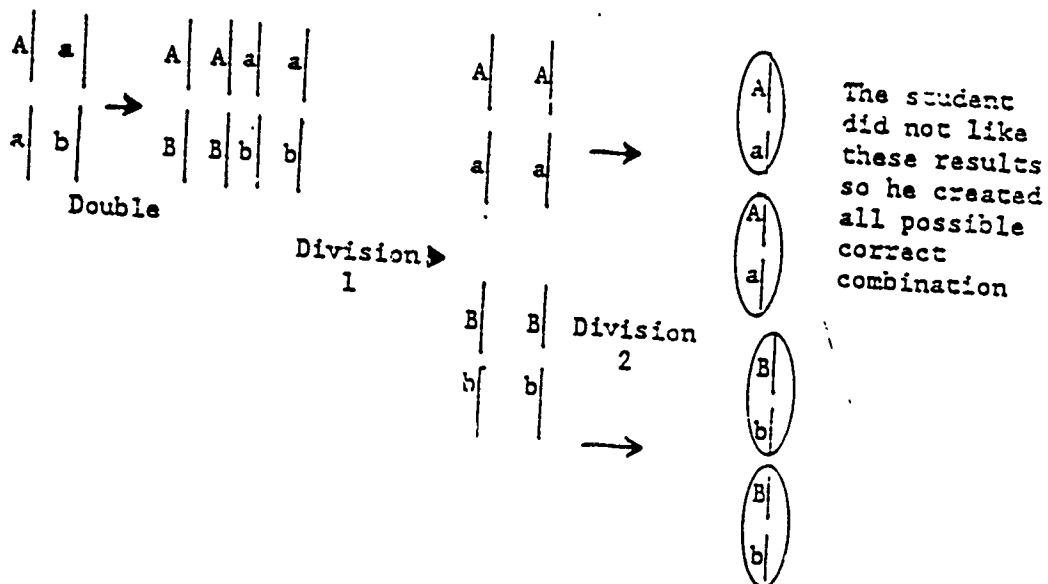 A a
a b
Double
A A a a
B B b b
Division
1
A A
a a
B B
b b
Division
2
A
a
A
a
B
b
B
b
The student
did not like
these results
so he created
all possible
correct
combination